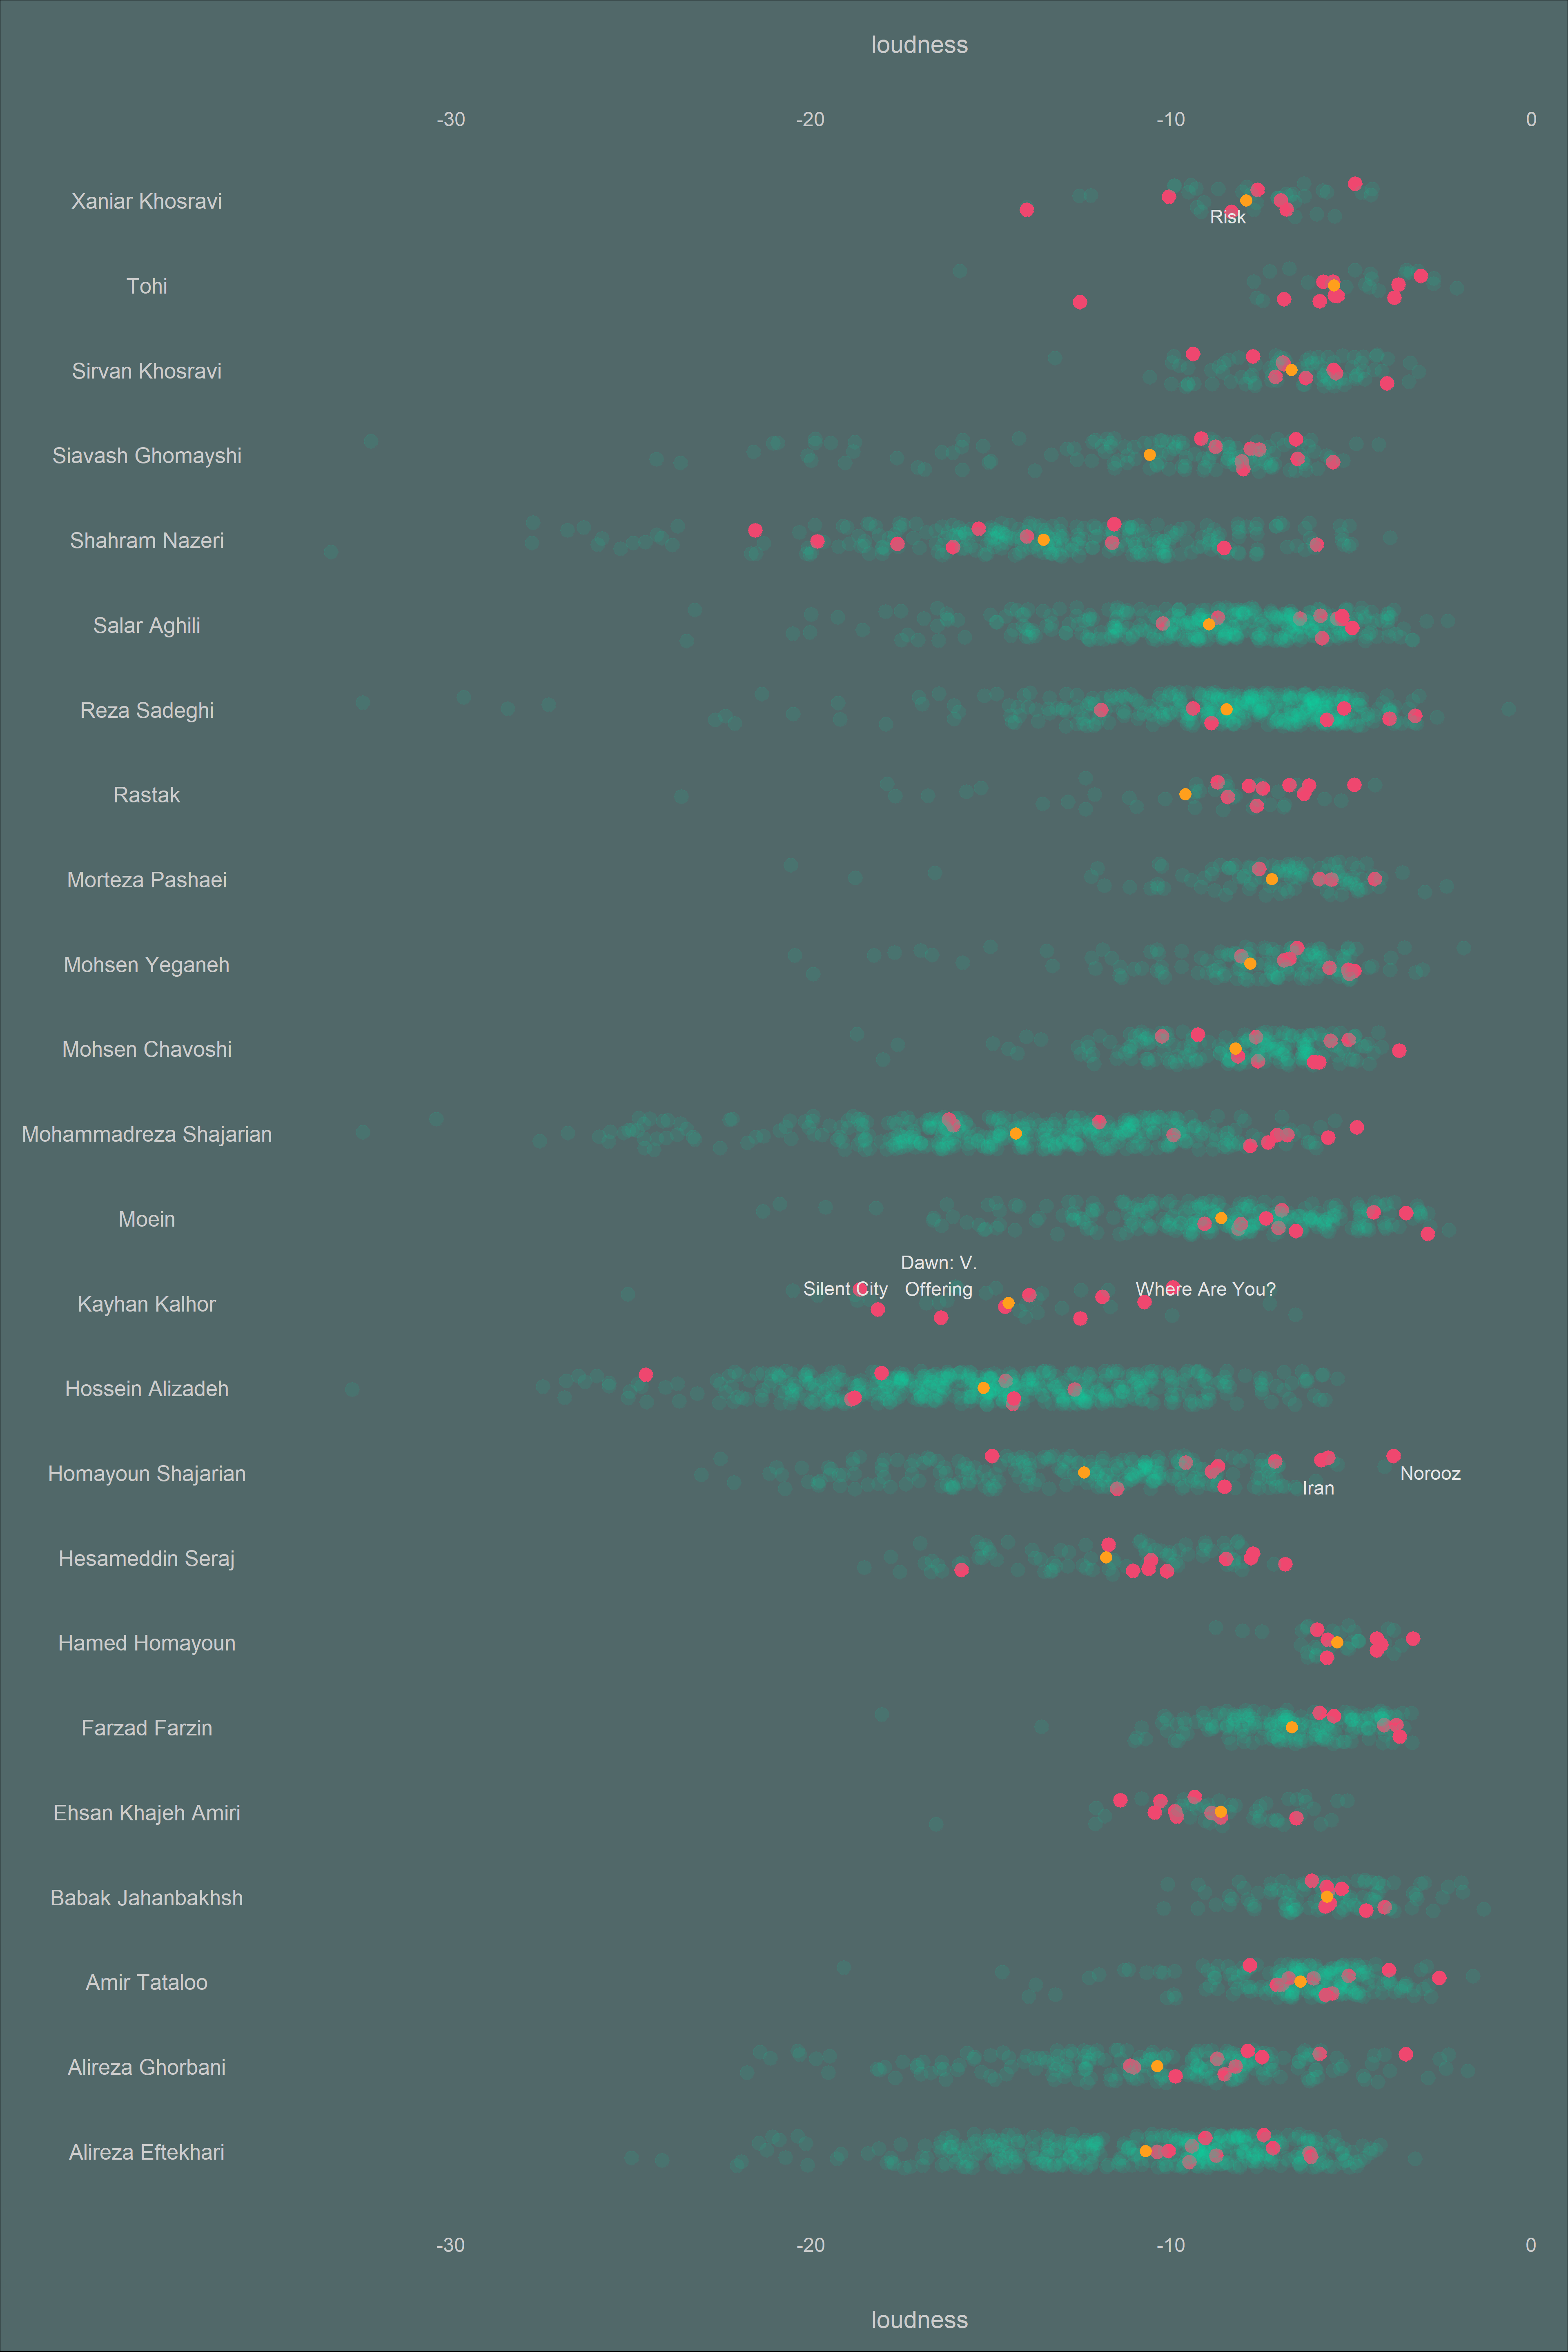 loudness
-30 -20 -10 0
Xaniar Khosravi
Risk
Tohi
Sirvan Khosravi
Siavash Ghomayshi
Shahram Nazeri
Salar Aghili
Reza Sadeghi
Rastak
Morteza Pashaei
Mohsen Yeganeh
Mohsen Chavoshi
Mohammadreza Shajarian
Moein
Dawn: V.
Silent City Offering Where Are You?
Kayhan Kalhor
Hossein Alizadeh
Homayoun Shajarian Norooz
Iran
Hesameddin Seraj
Hamed Homayoun
Farzad Farzin
Ehsan Khajeh Amiri
Babak Jahanbakhsh
Amir Tataloo
Alireza Ghorbani
Alireza Eftekhari
-30 -20 -10 0
loudness